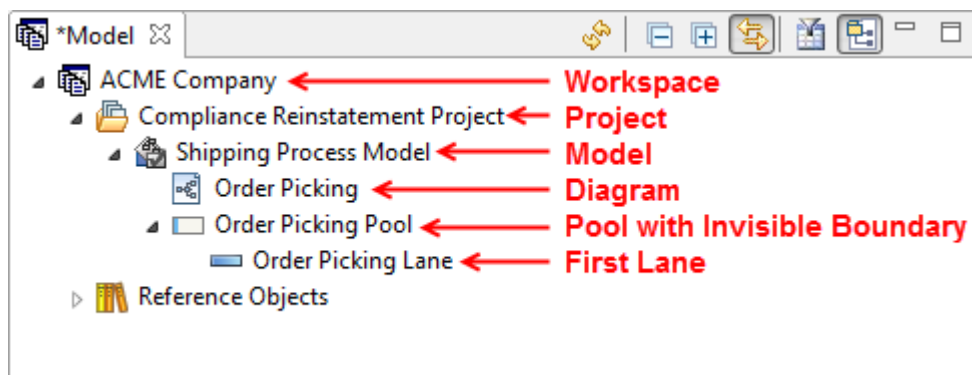 *Model
ACME Company Workspace
Compliance Reinstatement Project Project
Shipping Process Model Model
Order Picking Diagram
Order Picking Pool Pool with Invisible Boundary
Order Picking Lane First Lane
Reference Objects